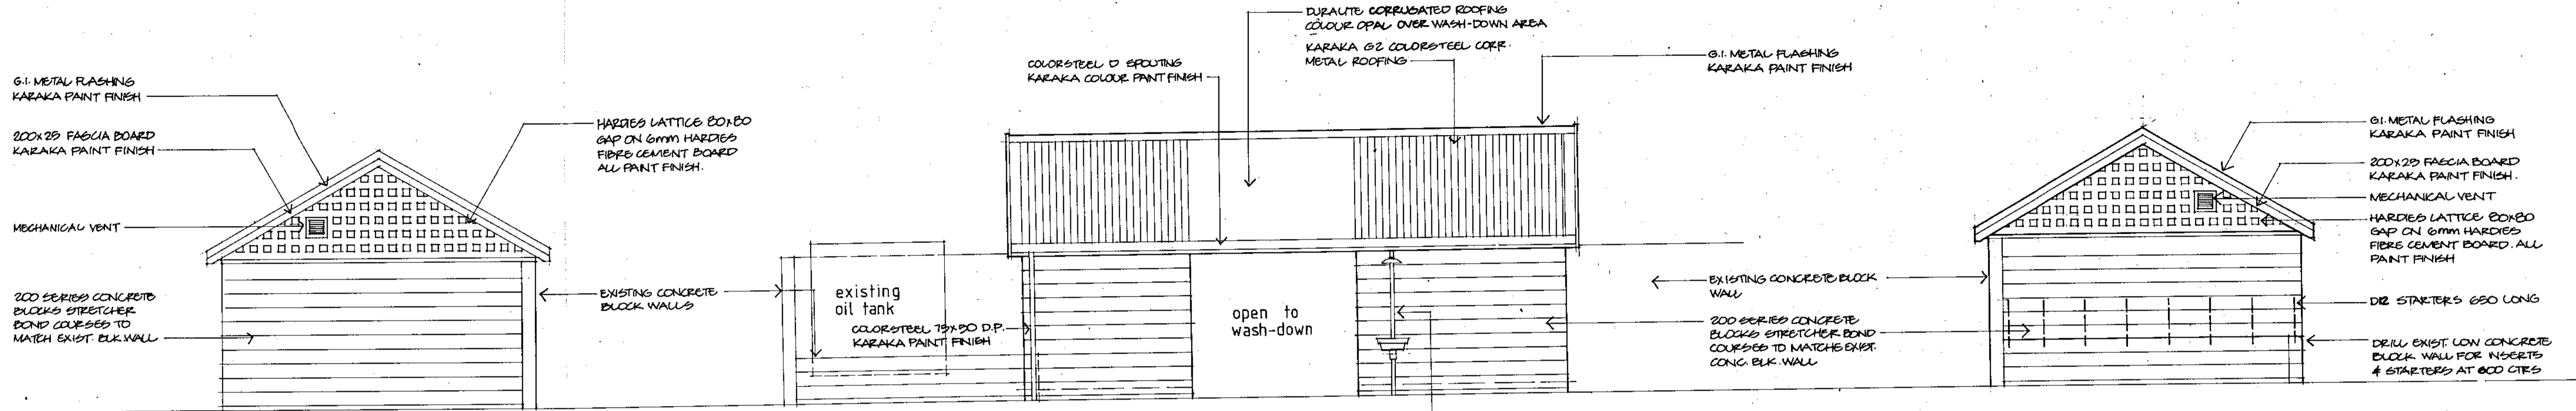 G.I. METAL FLASHING
KARAKA PAINT FINISH
200x25 FASCIA BOARD
KARAKA PAINT FINISH
MECHANICAL VENT
200 SERIES CONCRETE
BLOCKS STRETCHER
BOND COURSES TO
MATCH EXIST. BLK.WALL
HARDIES LATTICE 80x80
GAP ON 6mm HARDIES
FIBRE CEMENT BOARD
ALL PAINT FINISH.
EXISTING CONCRETE
BLOCK WALLS
existing
oil tank
COLORSTEEL 75x50 D.P.
KARAKA PAINT FINISH
COLORSTEEL D SPOUTING
KARAKA COLOUR PAINT FINISH
DURALITE CORRUGATED ROOFING
COLOUR OPAL OVER WASH-DOWN AREA
KARAKA G2 COLORSTEEL CORR.
METAL ROOFING
open to
wash-down
G.I. METAL FLASHING
KARAKA PAINT FINISH
EXISTING CONCRETE BLOCK
WALL
200 SERIES CONCRETE
BLOCKS STRETCHER BOND
COURSES TO MATCHE EXIST.
CONC. BLK. WALL
G.I. METAL FLASHING
KARAKA PAINT FINISH
200x25 FASCIA BOARD
KARAKA PAINT FINISH.
MECHANICAL VENT
HARDIES LATTICE 80x80
GAP ON 6mm HARDIES
FIBRE CEMENT BOARD. ALL
PAINT FINISH
D12 STARTERS 650 LONG
DRILL EXIST. LOW CONCRETE
BLOCK WALL FOR INSERTS
& STARTERS AT 600 CTRS